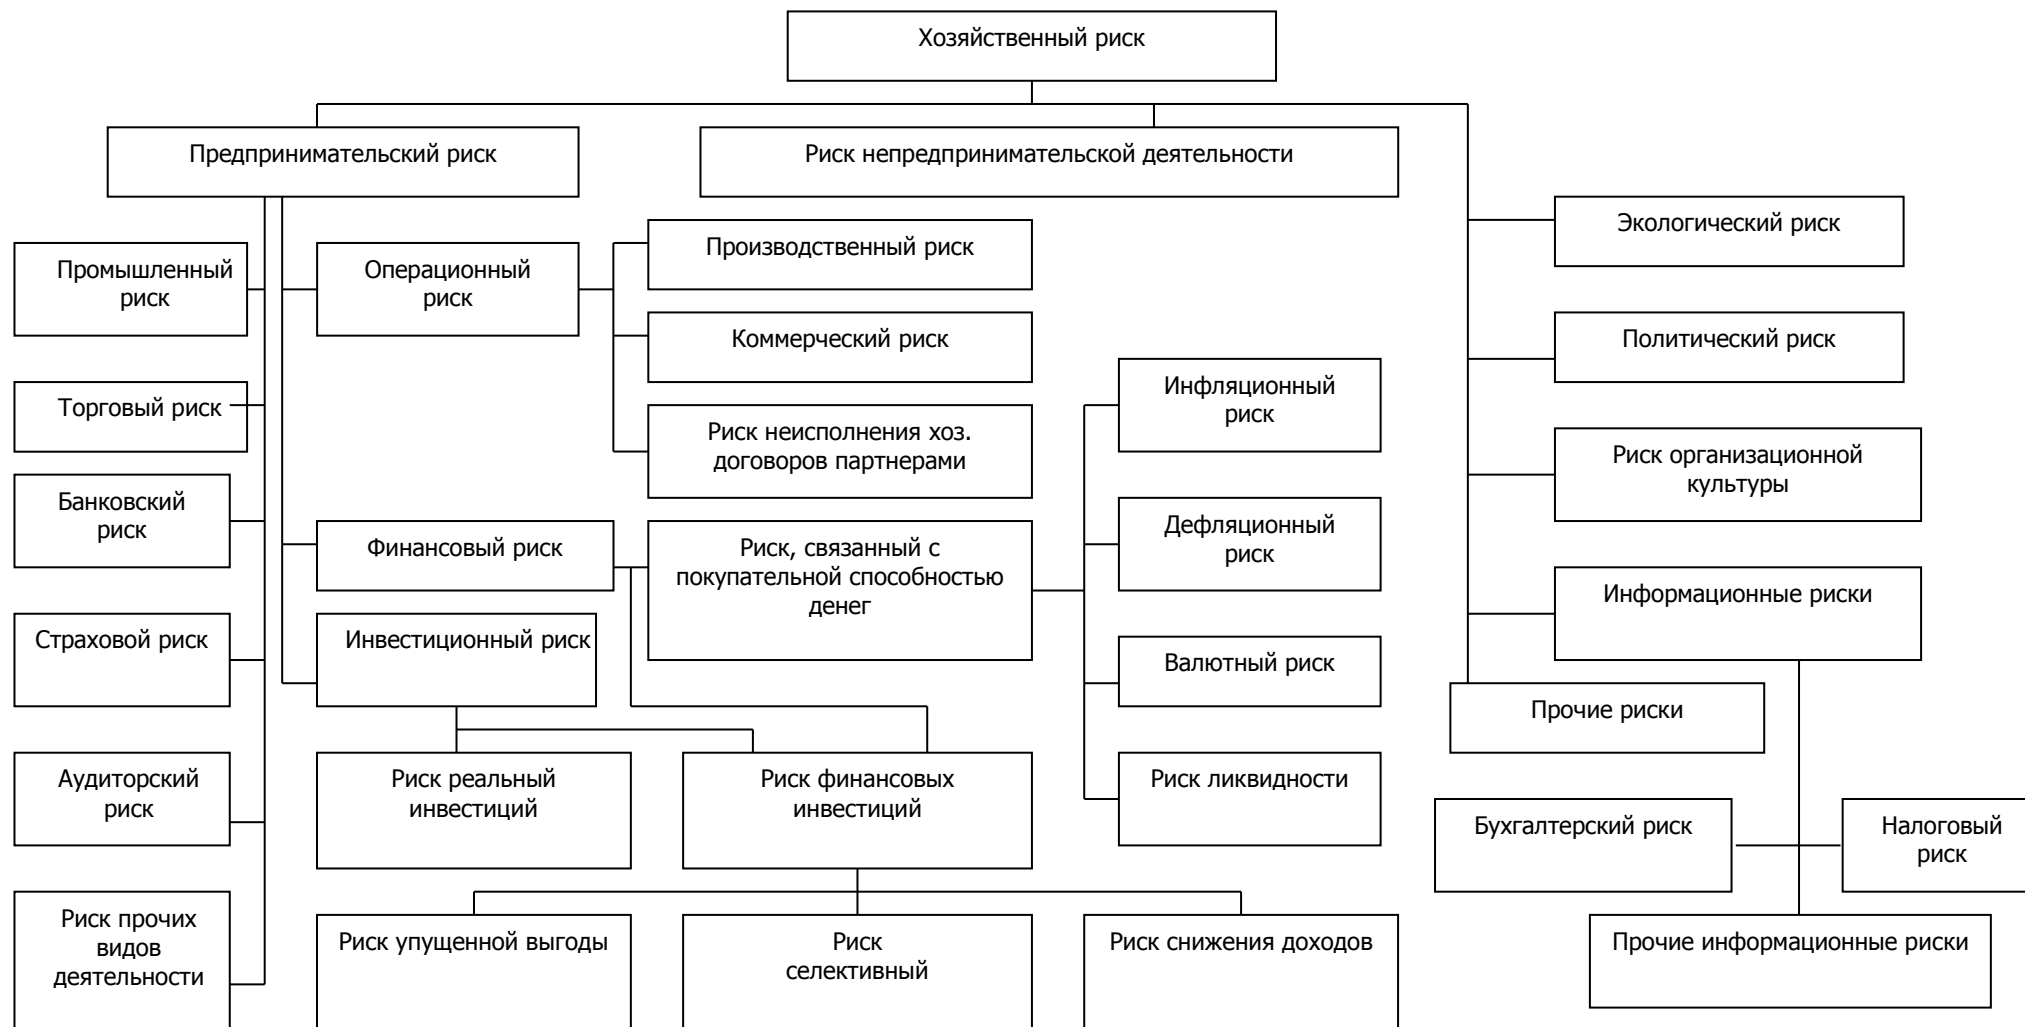 Хозяйственный риск
Предпринимательский риск
Риск непредпринимательской деятельности
Экологический риск
Производственный риск
Промышленный
риск
Операционный
риск
Коммерческий риск
Политический риск
Инфляционный
риск
Торговый риск
Риск неисполнения хоз.
договоров партнерами
Риск организационной
культуры
Банковский
риск
Финансовый риск
Риск, связанный с
покупательной способностью
денег
Дефляционный
риск
Информационные риски
Страховой риск
Инвестиционный риск
Валютный риск
Прочие риски
Аудиторский
риск
Риск реальный
инвестиций
Риск финансовых
инвестиций
Риск ликвидности
Бухгалтерский риск
Налоговый
риск
Риск прочих
видов
деятельности
Риск упущенной выгоды
Риск
селективный
Риск снижения доходов
Прочие информационные риски